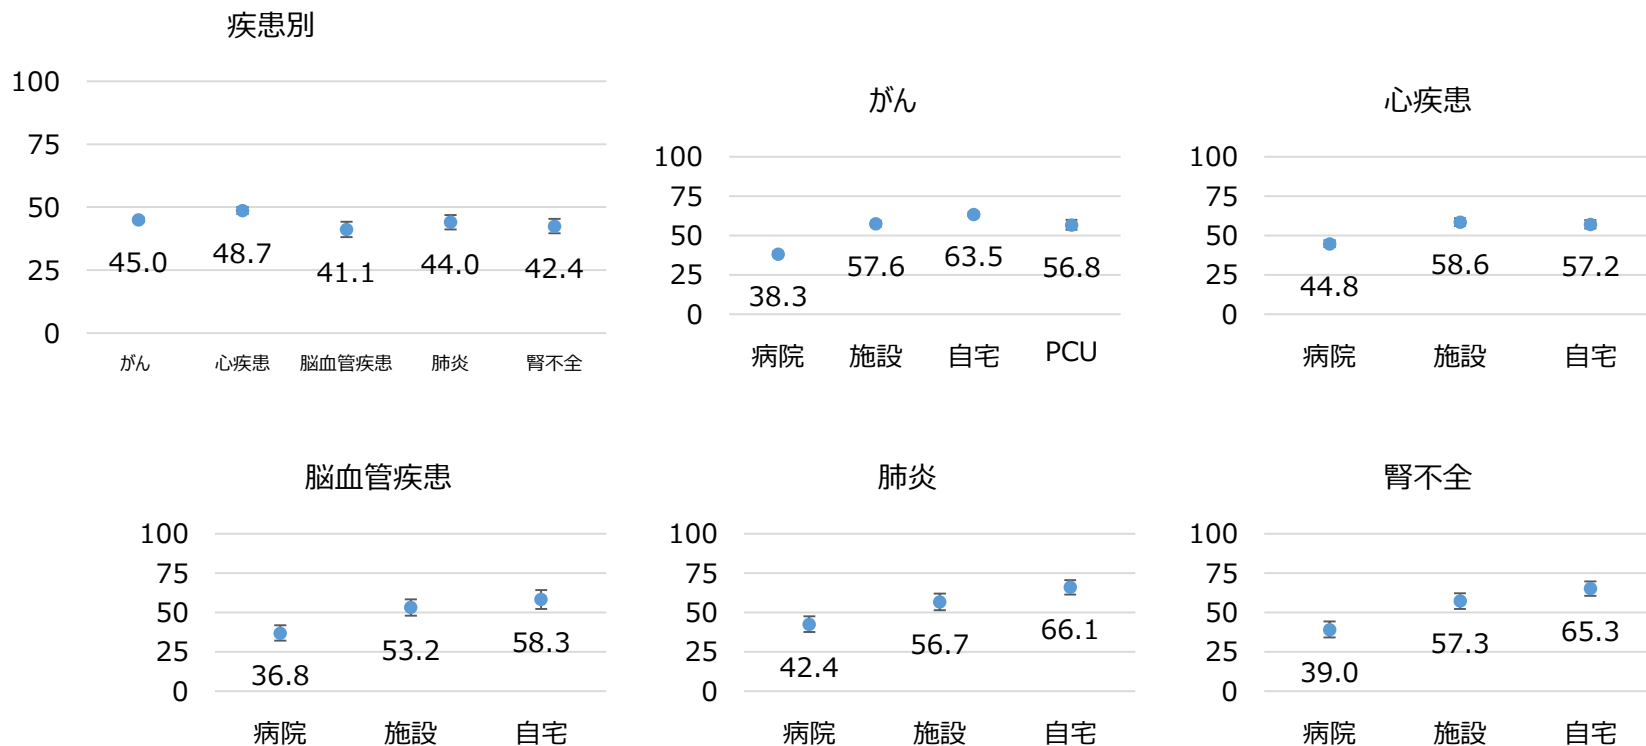 疾患別
100
75
50
25
0
45.0 48.7 41.1 44.0 42.4
がん 心疾患 脳血管疾患 肺炎 腎不全
がん
100
75
50
25
0
38.3 57.6 63.5 56.8
病院 施設 自宅 PCU
心疾患
100
75
50
25
0
44.8 58.6 57.2
病院 施設 自宅
脳血管疾患
100
75
50
25
0
36.8 53.2 58.3
病院 施設 自宅
肺炎
100
75
50
25
0
42.4 56.7 66.1
病院 施設 自宅
腎不全
100
75
50
25
0
39.0 57.3 65.3
病院 施設 自宅